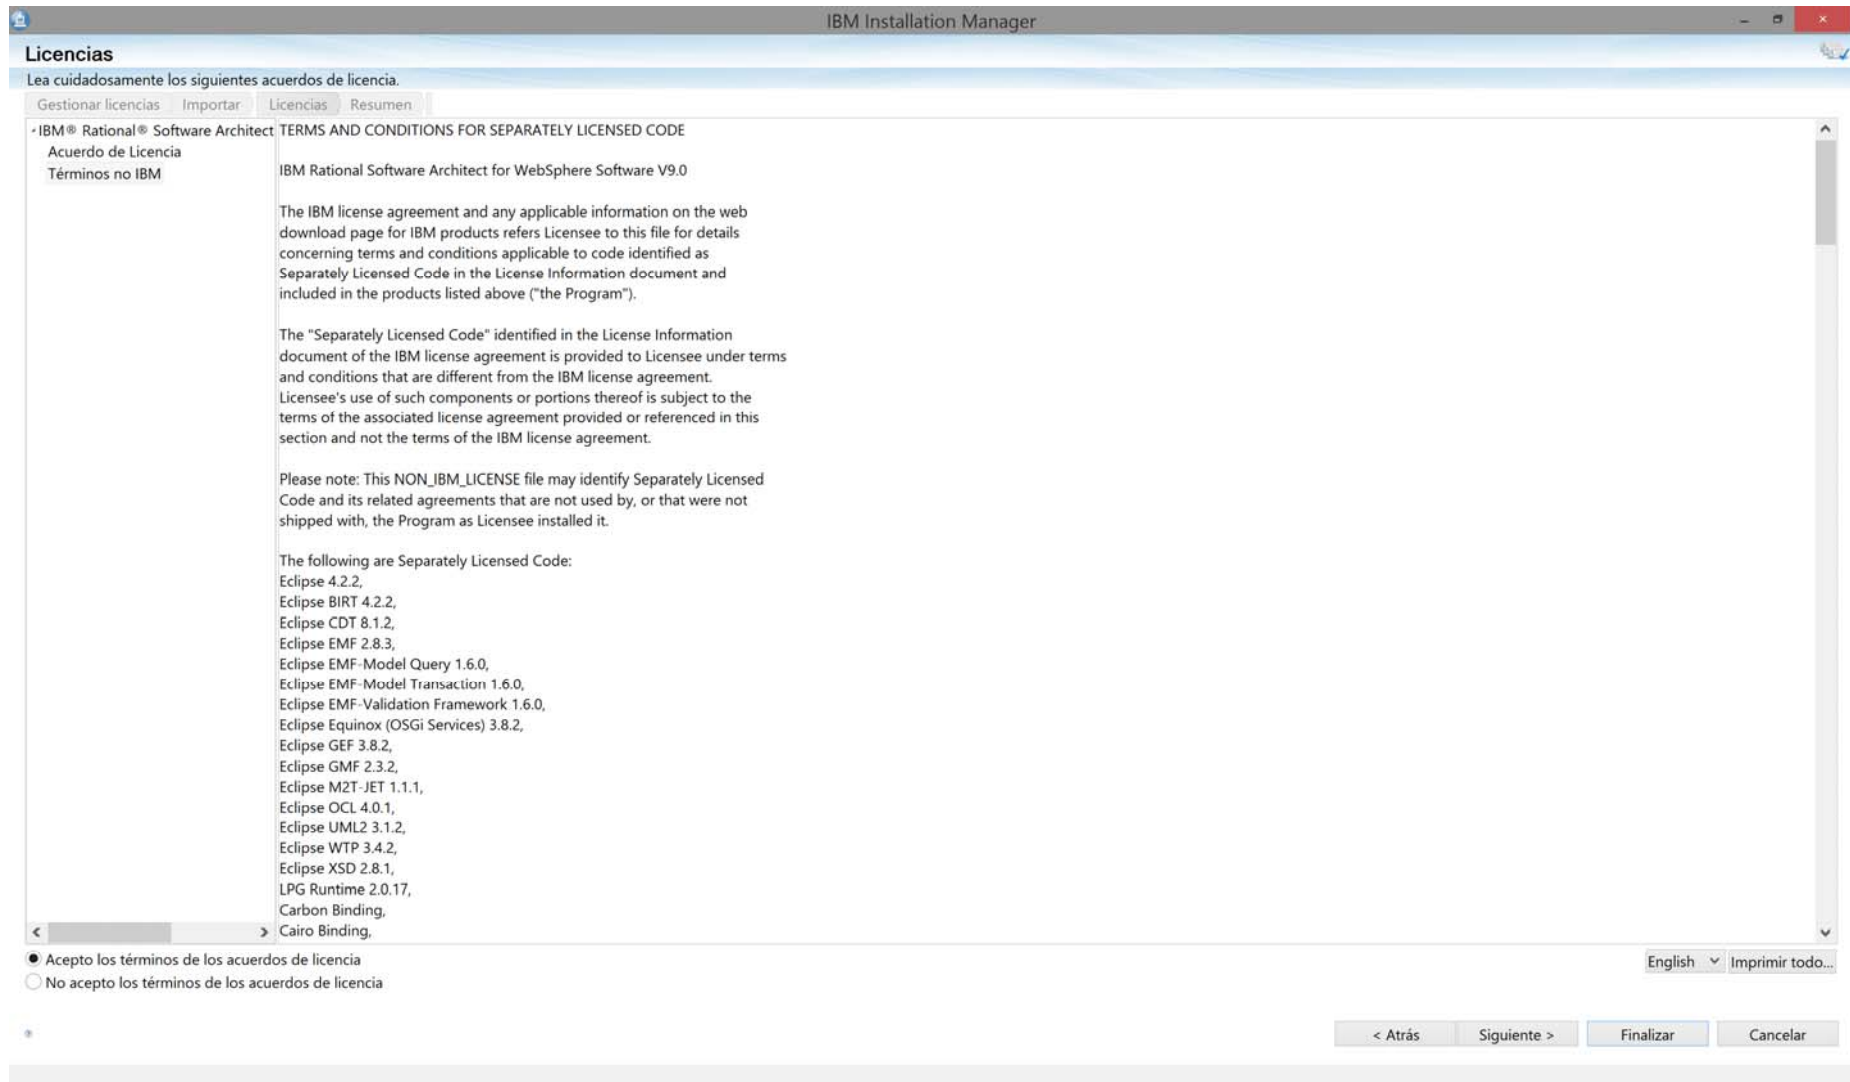 IBM Installation Manager
Licencias
Lea cuidadosamente los siguientes acuerdos de licencia.
Gestionar licencias Importar Licencias Resumen
IBM® Rational® Software Architect
Acuerdo de Licencia
Términos no IBM
TERMS AND CONDITIONS FOR SEPARATELY LICENSED CODE
IBM Rational Software Architect for WebSphere Software V9.0
The IBM license agreement and any applicable information on the web
download page for IBM products refers Licensee to this file for details
concerning terms and conditions applicable to code identified as
Separately Licensed Code in the License Information document and
included in the products listed above ("the Program").
The "Separately Licensed Code" identified in the License Information
document of the IBM license agreement is provided to Licensee under terms
and conditions that are different from the IBM license agreement.
Licensee's use of such components or portions thereof is subject to the
terms of the associated license agreement provided or referenced in this
section and not the terms of the IBM license agreement.
Please note: This NON_IBM_LICENSE file may identify Separately Licensed
Code and its related agreements that are not used by, or that were not
shipped with, the Program as Licensee installed it.
The following are Separately Licensed Code:
Eclipse 4.2.2,
Eclipse BIRT 4.2.2,
Eclipse CDT 8.1.2,
Eclipse EMF 2.8.3,
Eclipse EMF-Model Query 1.6.0,
Eclipse EMF-Model Transaction 1.6.0,
Eclipse EMF-Validation Framework 1.6.0,
Eclipse Equinox (OSGi Services) 3.8.2,
Eclipse GEF 3.8.2,
Eclipse GMF 2.3.2,
Eclipse M2T-JET 1.1.1,
Eclipse OCL 4.0.1,
Eclipse UML2 3.1.2,
Eclipse WTP 3.4.2,
Eclipse XSD 2.8.1,
LPG Runtime 2.0.17,
Carbon Binding,
Cairo Binding,
Acepto los términos de los acuerdos de licencia
No acepto los términos de los acuerdos de licencia
English Imprimir todo...
< Atrás Siguiente > Finalizar Cancelar